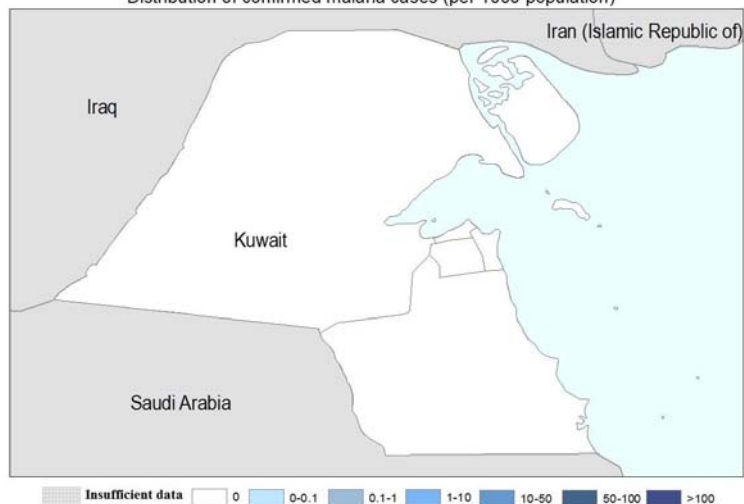 Distribution of confirmed malaria cases (per 1000 population)
Iran (Islamic Republic of)
Iraq
Kuwait
Saudi Arabia
Insufficient data 0 0-0.1 0.1-1 1-10 10-50 50-100 >100